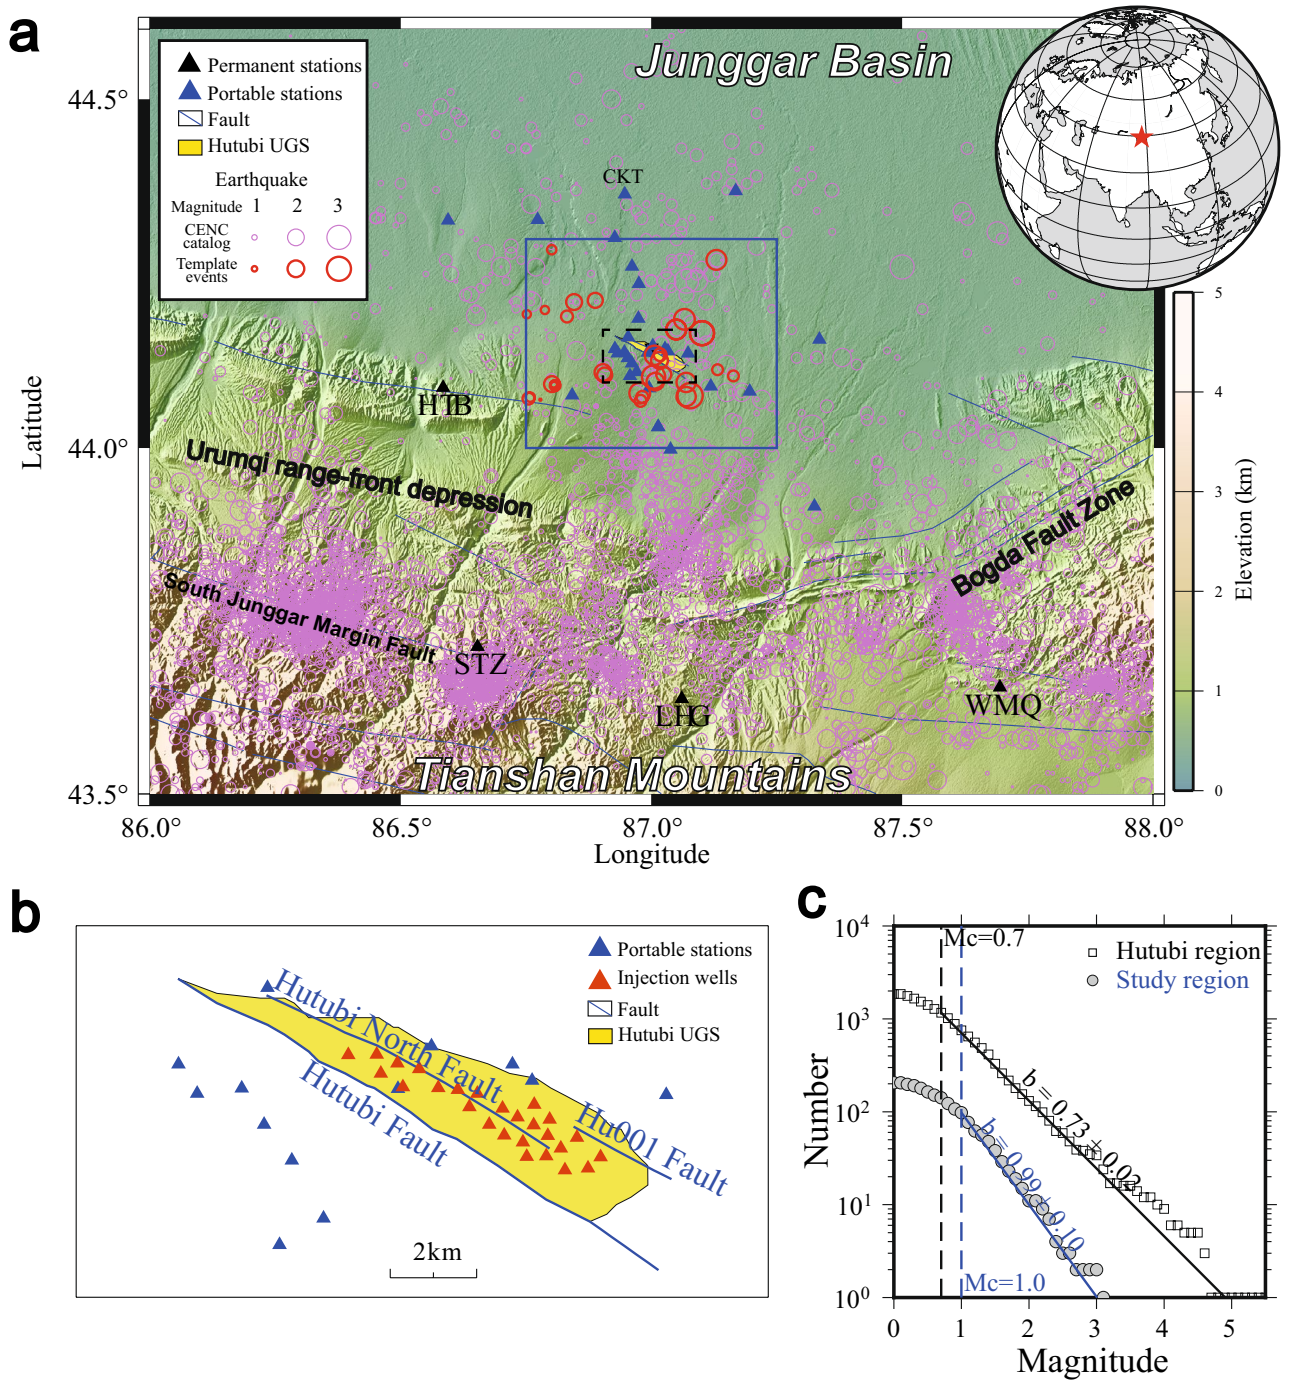 a
Junggar Basin
Permanent stations
Portable stations
Fault
Hutubi UGS
Earthquake
Magnitude 1 2 3
CENC
catalog
Template
events
CKT
HTB
Urumqi range-front depression
South Junggar Margin Fault
STZ
LHG
WMQ
Bogda Fault Zone
Tianshan Mountains
44.5°
44.0°
43.5°
Latitude
86.0° 86.5° 87.0° 87.5° 88.0°
Longitude
5
4
3
2
1
0
Elevation (km)
b
Portable stations
Injection wells
Fault
Hutubi UGS
Hutubi North Fault
Hutubi Fault
Hu001 Fault
2km
c
Mc=0.7
Hutubi region
Study region
b = 0.73 ± 0.02
b = 0.99 ± 0.10
Mc=1.0
10⁴
10³
10²
10¹
10⁰
Number
0 1 2 3 4 5
Magnitude